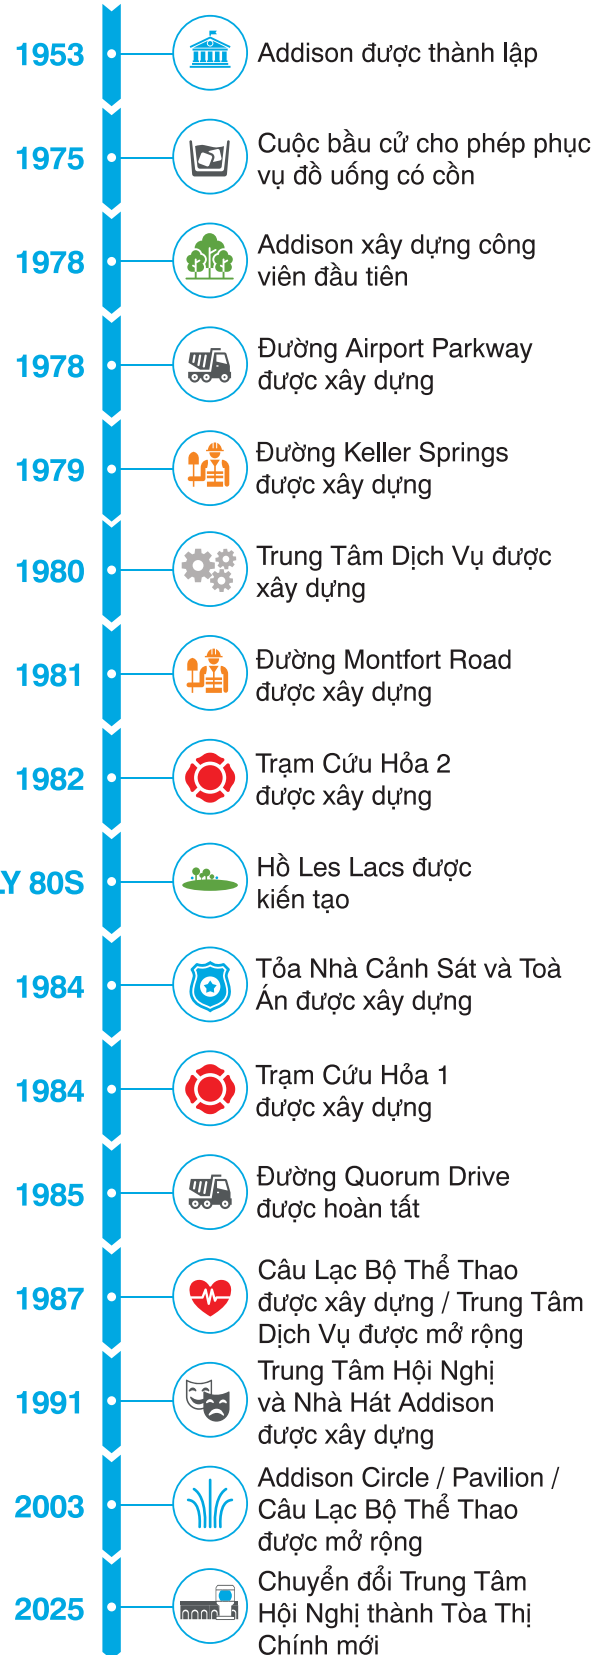 1953
Addison được thành lập
1975
Cuộc bầu cử cho phép phục
vụ đồ uống có cồn
1978
Addison xây dựng công
viên đầu tiên
1978
Đường Airport Parkway
được xây dựng
1979
Đường Keller Springs
được xây dựng
1980
Trung Tâm Dịch Vụ được
xây dựng
1981
Đường Montfort Road
được xây dựng
1982
Trạm Cứu Hỏa 2
được xây dựng
LY 80S
Hồ Les Lacs được
kiến tạo
1984
Tỏa Nhà Cảnh Sát và Toà
Án được xây dựng
1984
Trạm Cứu Hỏa 1
được xây dựng
1985
Đường Quorum Drive
được hoàn tất
1987
Câu Lạc Bộ Thể Thao
được xây dựng / Trung Tâm
Dịch Vụ được mở rộng
1991
Trung Tâm Hội Nghị
và Nhà Hát Addison
được xây dựng
2003
Addison Circle / Pavilion /
Câu Lạc Bộ Thể Thao
được mở rộng
2025
Chuyển đổi Trung Tâm
Hội Nghị thành Tòa Thị
Chính mới